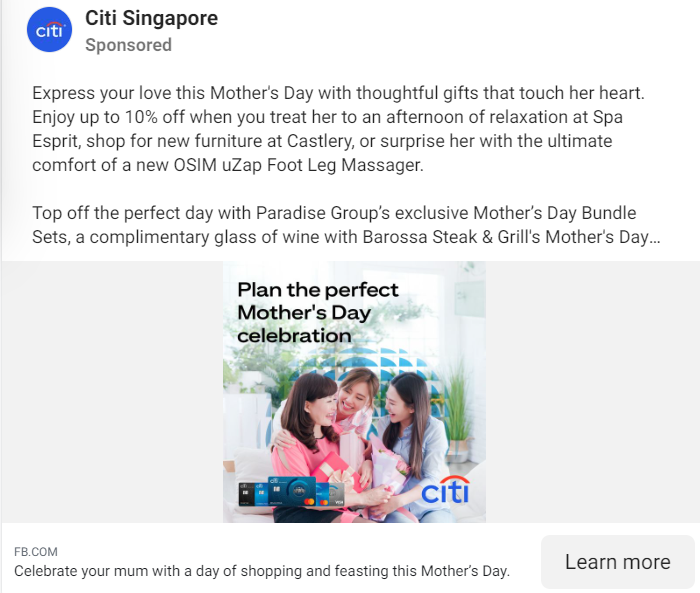 citi
Citi Singapore
Sponsored
Express your love this Mother's Day with thoughtful gifts that touch her heart.
Enjoy up to 10% off when you treat her to an afternoon of relaxation at Spa
Esprit, shop for new furniture at Castlery, or surprise her with the ultimate
comfort of a new OSIM uZap Foot Leg Massager.
Top off the perfect day with Paradise Group’s exclusive Mother’s Day Bundle
Sets, a complimentary glass of wine with Barossa Steak & Grill's Mother's Day...
Plan the perfect
Mother's Day
celebration
citi
VISA
citi
FB.COM
Celebrate your mum with a day of shopping and feasting this Mother’s Day.
Learn more